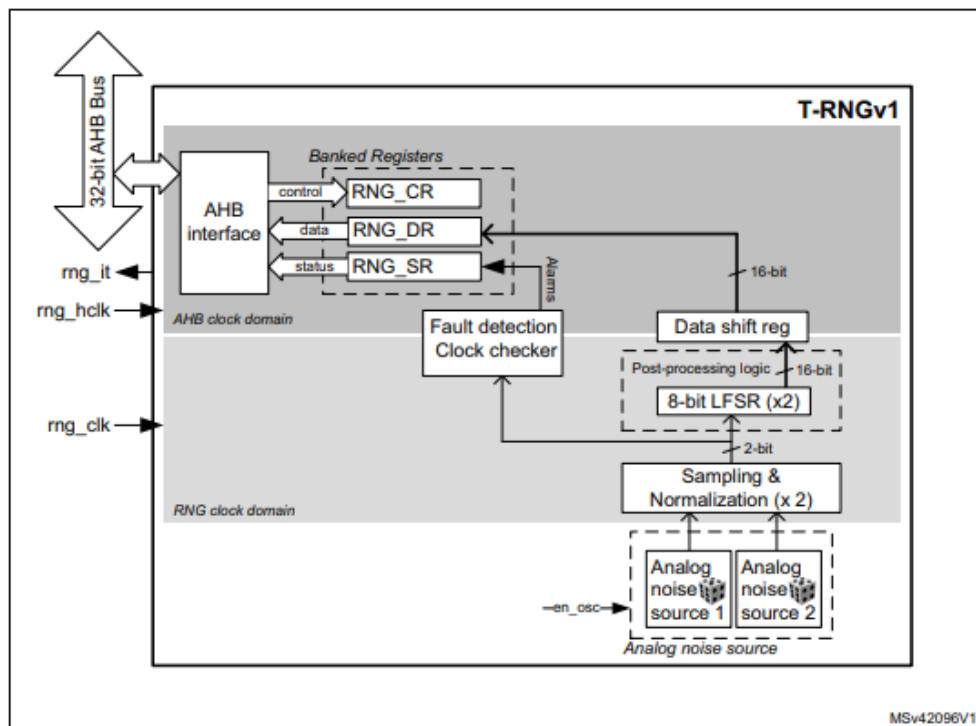 T-RNGv1
32-bit AHB Bus
Banked Registers
AHB
interface
control
RNG_CR
data
RNG_DR
status
RNG_SR
Alarms
16-bit
rng_it
rng_hclk
AHB clock domain
Fault detection
Clock checker
Data shift reg
Post-processing logic
16-bit
8-bit LFSR (x2)
rng_clk
2-bit
Sampling &
Normalization (x 2)
RNG clock domain
Analog
noise
source 1
Analog
noise
source 2
en_osc
Analog noise source
MSv42096V1